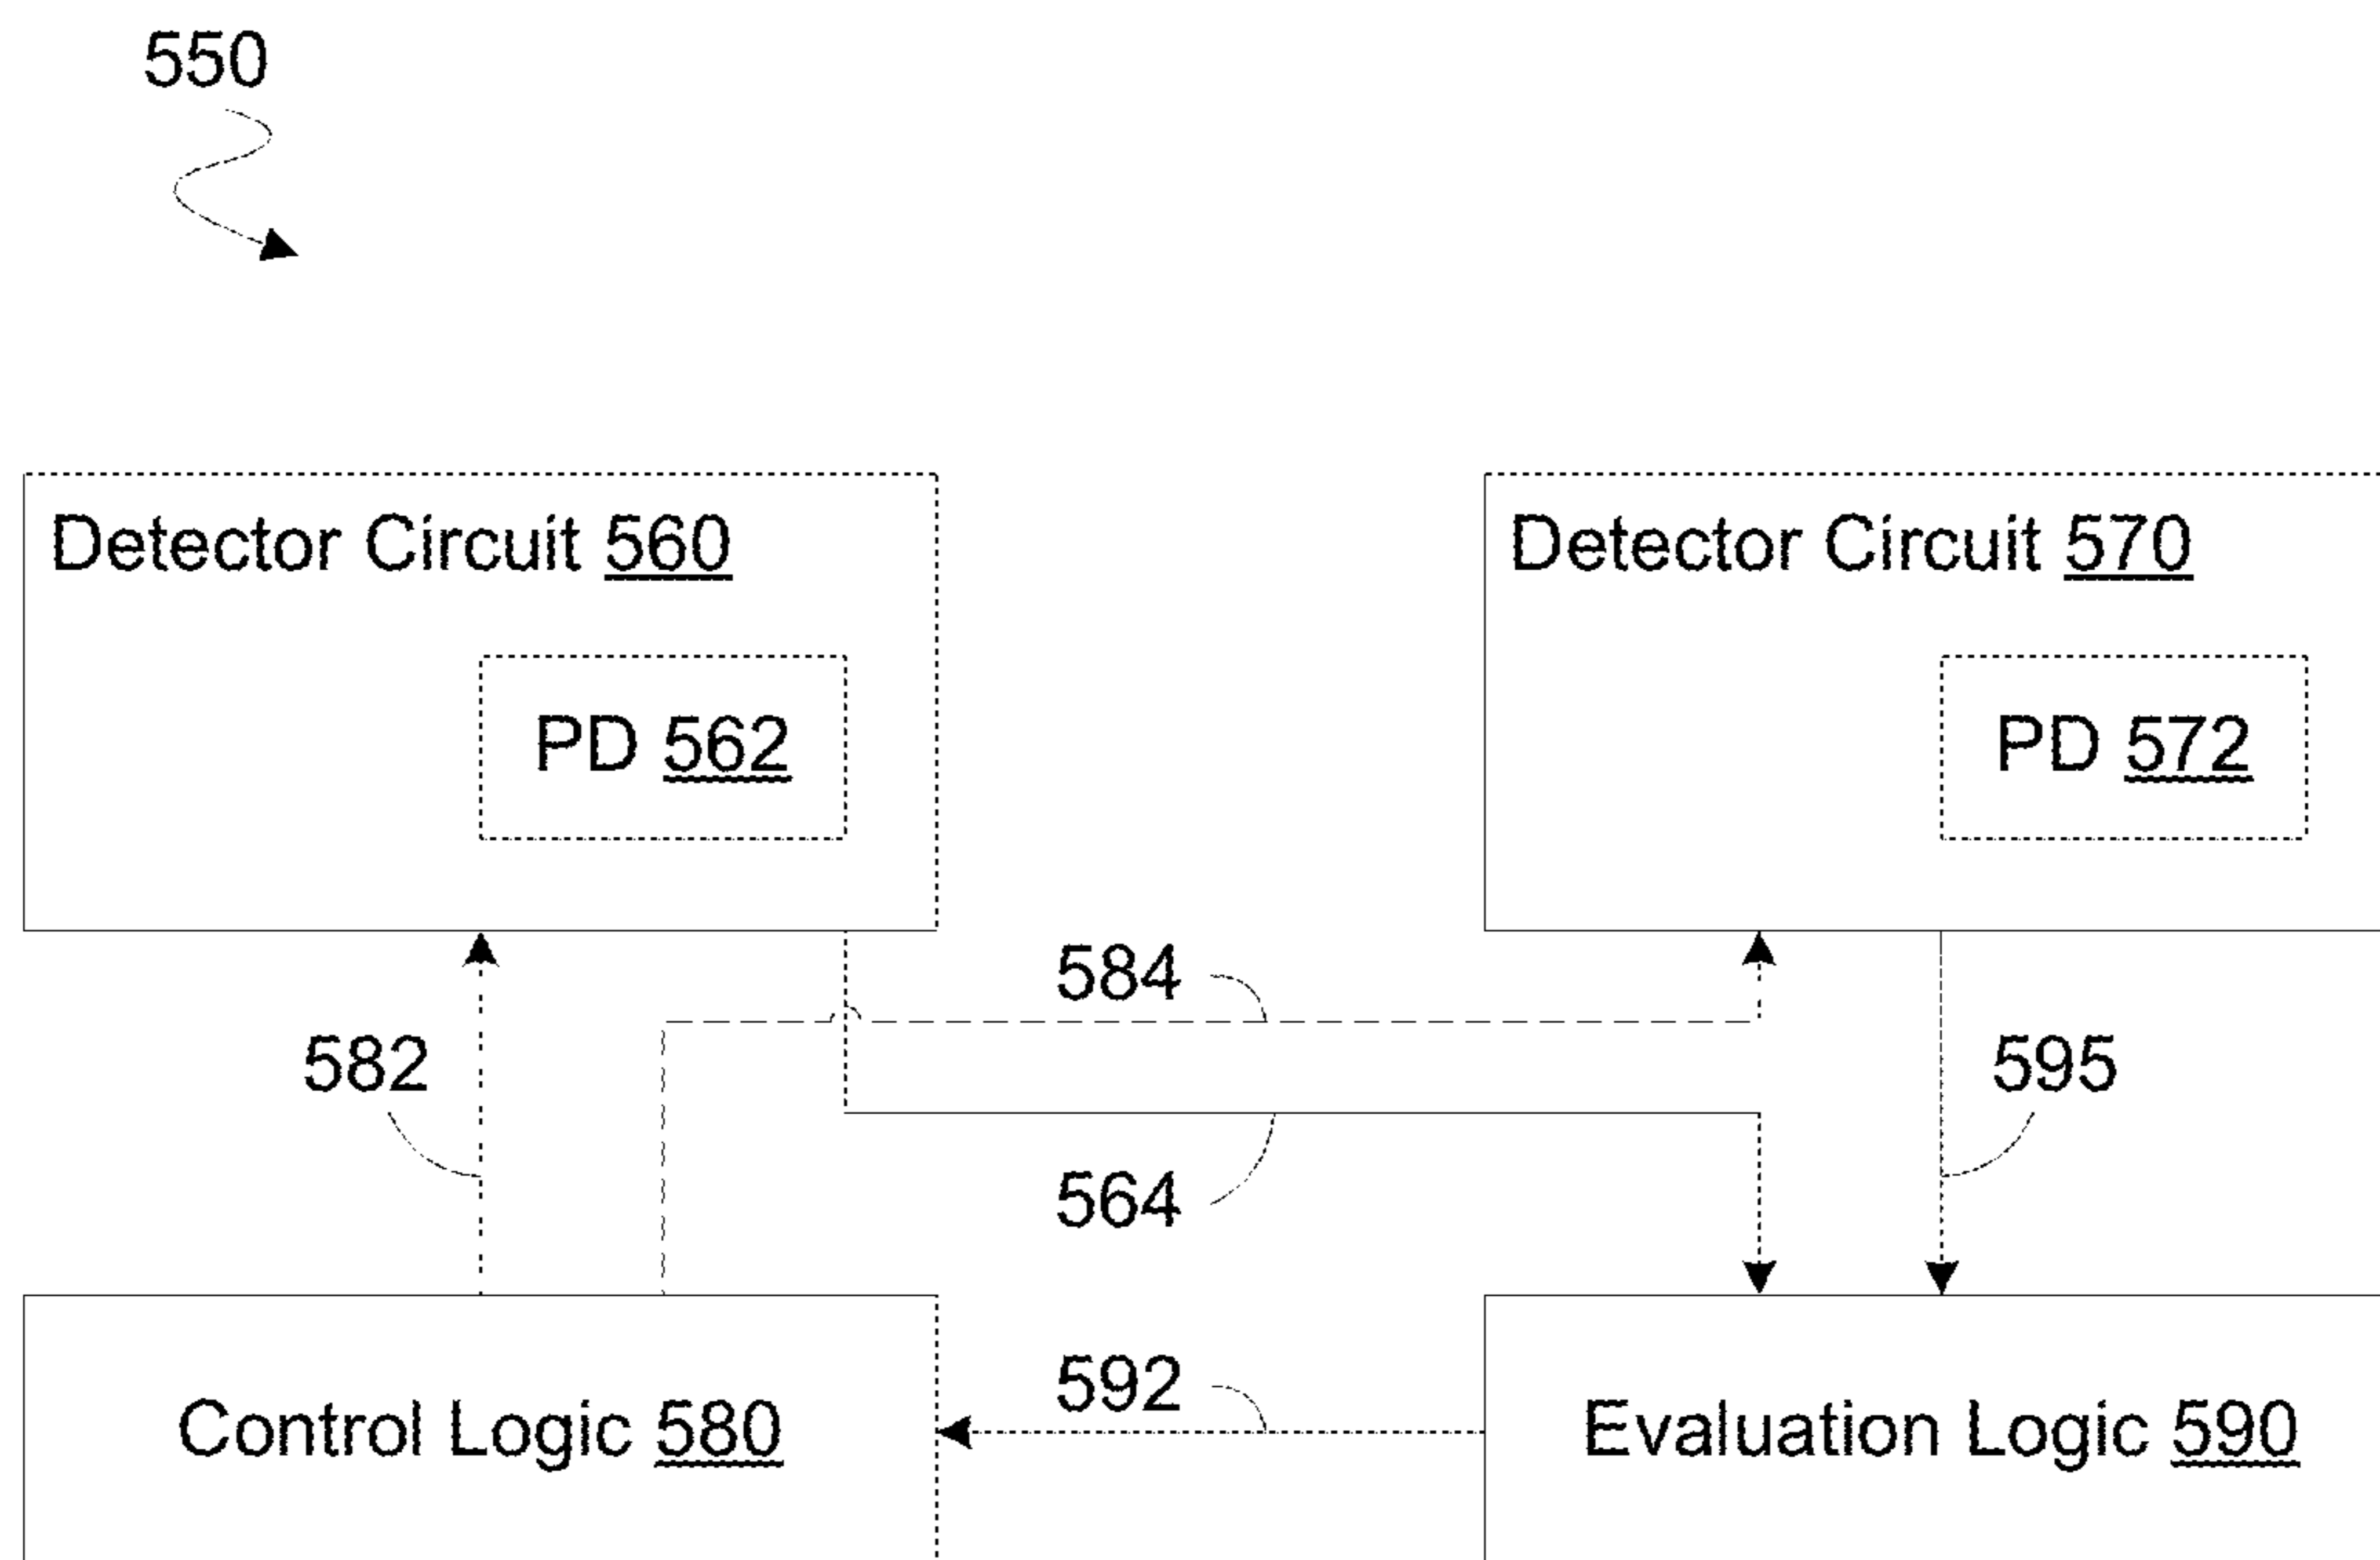 550
Detector Circuit 560
Detector Circuit 570
PD 562
PD 572
584
582
595
564
592
Control Logic 580
Evaluation Logic 590